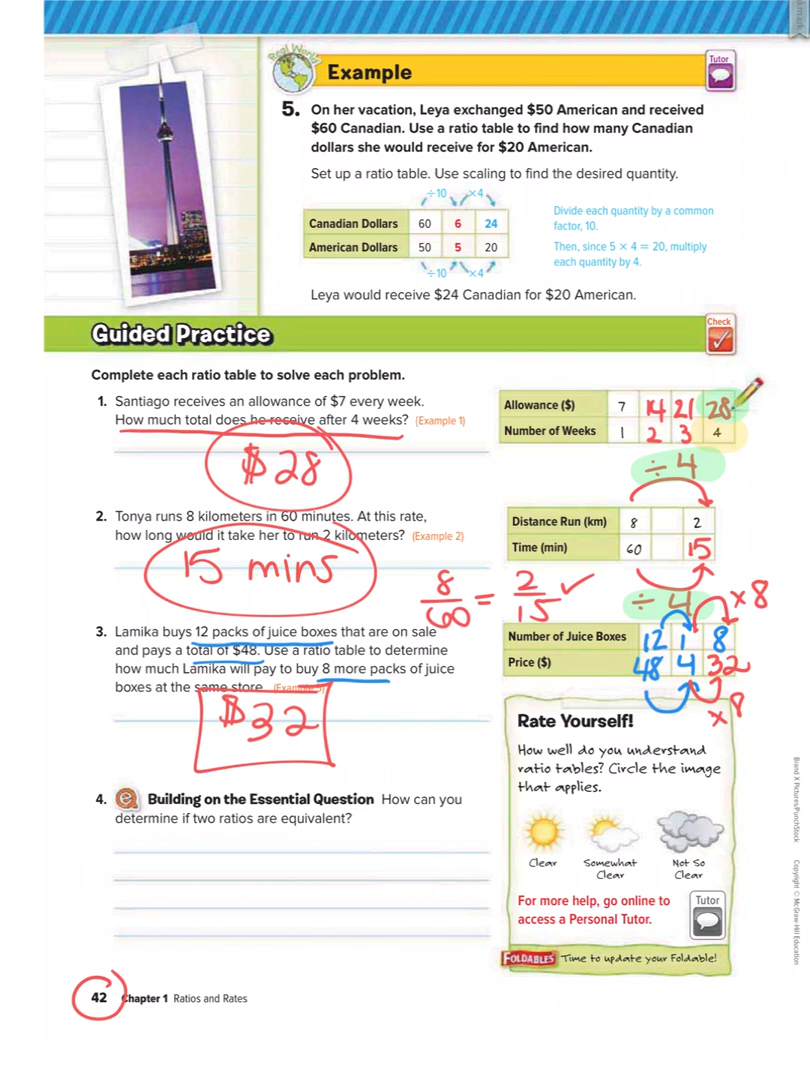 Real World
Example
Tutor
5. On her vacation, Leya exchanged $50 American and received
$60 Canadian. Use a ratio table to find how many Canadian
dollars she would receive for $20 American.
Set up a ratio table. Use scaling to find the desired quantity.
÷10 ×4
Canadian Dollars 60 6 24
American Dollars 50 5 20
÷10 ×4
Divide each quantity by a common
factor, 10.
Then, since 5 × 4 = 20, multiply
each quantity by 4.
Leya would receive $24 Canadian for $20 American.
Guided Practice
Check
Complete each ratio table to solve each problem.
1. Santiago receives an allowance of $7 every week.
How much total does he receive after 4 weeks? (Example 1)
$28
Allowance ($) 7 14 21 28
Number of Weeks 1 2 3 4
÷4
2. Tonya runs 8 kilometers in 60 minutes. At this rate,
how long would it take her to run 2 kilometers? (Example 2)
15 mins
Distance Run (km) 8 2
Time (min) 60 15
÷4
8/60 = 2/15 ✓
×8
3. Lamika buys 12 packs of juice boxes that are on sale
and pays a total of $48. Use a ratio table to determine
how much Lamika will pay to buy 8 more packs of juice
boxes at the same store. (Example 3)
$32
Number of Juice Boxes 12 1 8
Price ($) 48 4 32
×8
4. Building on the Essential Question How can you
determine if two ratios are equivalent?
Rate Yourself!
How well do you understand
ratio tables? Circle the image
that applies.
Clear
Somewhat
Clear
Not So
Clear
For more help, go online to
access a Personal Tutor.
Tutor
FOLDABLES Time to update your Foldable!
42 Chapter 1 Ratios and Rates
Brand X Pictures/PunchStock Copyright © McGraw-Hill Education